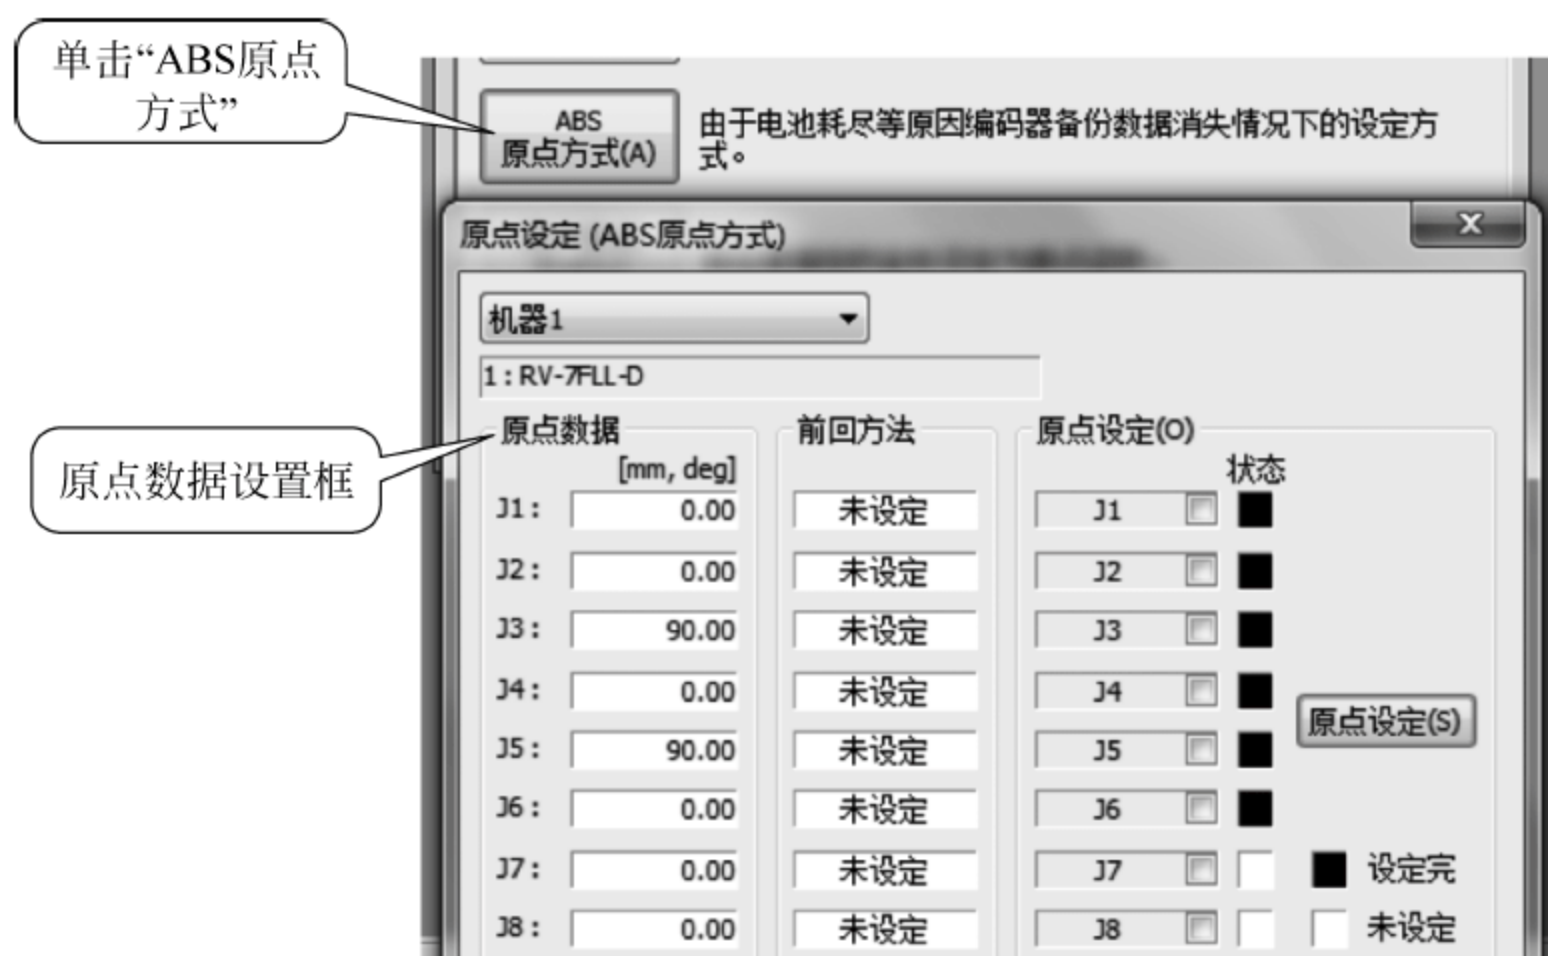 单击“ABS原点
方式”
ABS
原点方式(A)
由于电池耗尽等原因编码器备份数据消失情况下的设定方
式。
原点设定 (ABS原点方式)
机器1
1：RV-7FLL-D
原点数据设置框
原点数据 前回方法 原点设定(O)
[mm, deg] 状态
J1： 0.00 未设定 J1
J2： 0.00 未设定 J2
J3： 90.00 未设定 J3
J4： 0.00 未设定 J4
原点设定(S)
J5： 90.00 未设定 J5
J6： 0.00 未设定 J6
J7： 0.00 未设定 J7 设定完
J8： 0.00 未设定 J8 未设定